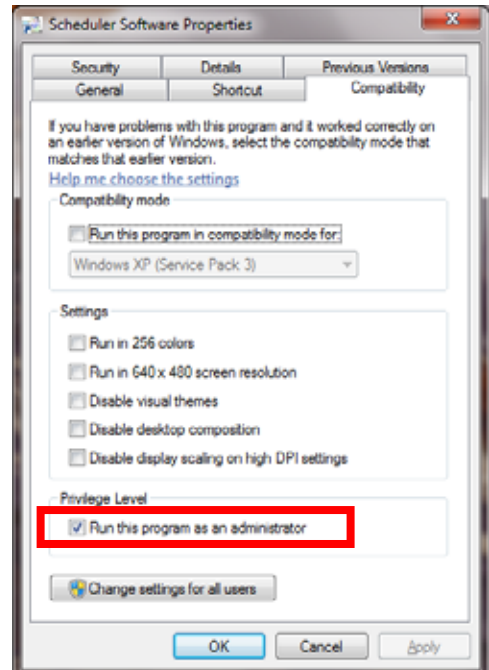 Scheduler Software Properties
Security Details Previous Versions
General Shortcut Compatibility
If you have problems with this program and it worked correctly on
an earlier version of Windows, select the compatibility mode that
matches that earlier version.
Help me choose the settings
Compatibility mode
Run this program in compatibility mode for:
Windows XP (Service Pack 3)
Settings
Run in 256 colors
Run in 640 x 480 screen resolution
Disable visual themes
Disable desktop composition
Disable display scaling on high DPI settings
Privilege Level
Run this program as an administrator
Change settings for all users
OK Cancel Apply